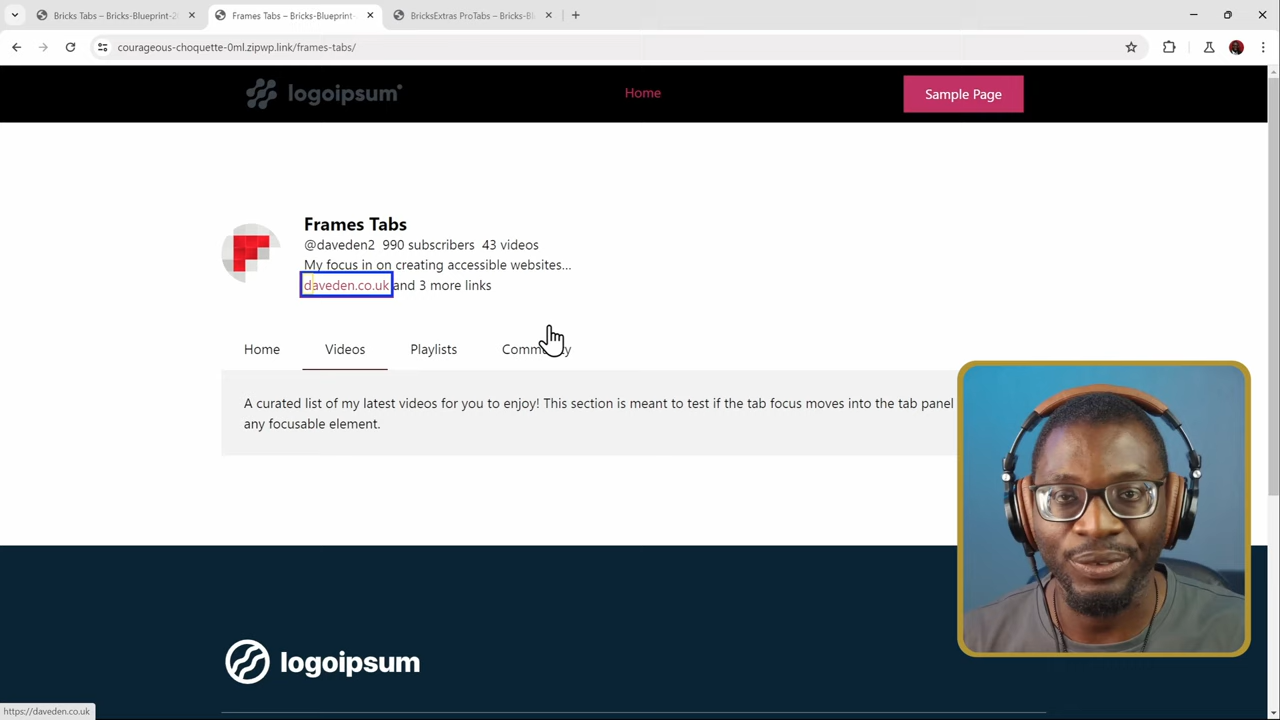 Bricks Tabs – Bricks-Blueprint-2
Frames Tabs – Bricks-Blueprint-
BricksExtras ProTabs – Bricks-Bl
courageous-choquette-0ml.zipwp.link/frames-tabs/
logoipsum
Home
Sample Page
Frames Tabs
@daveden2 990 subscribers 43 videos
My focus in on creating accessible websites...
daveden.co.uk and 3 more links
Home
Videos
Playlists
A curated list of my latest videos for you to enjoy! This section is meant to test if the tab focus moves into the tab panel
any focusable element.
logoipsum
https://daveden.co.uk